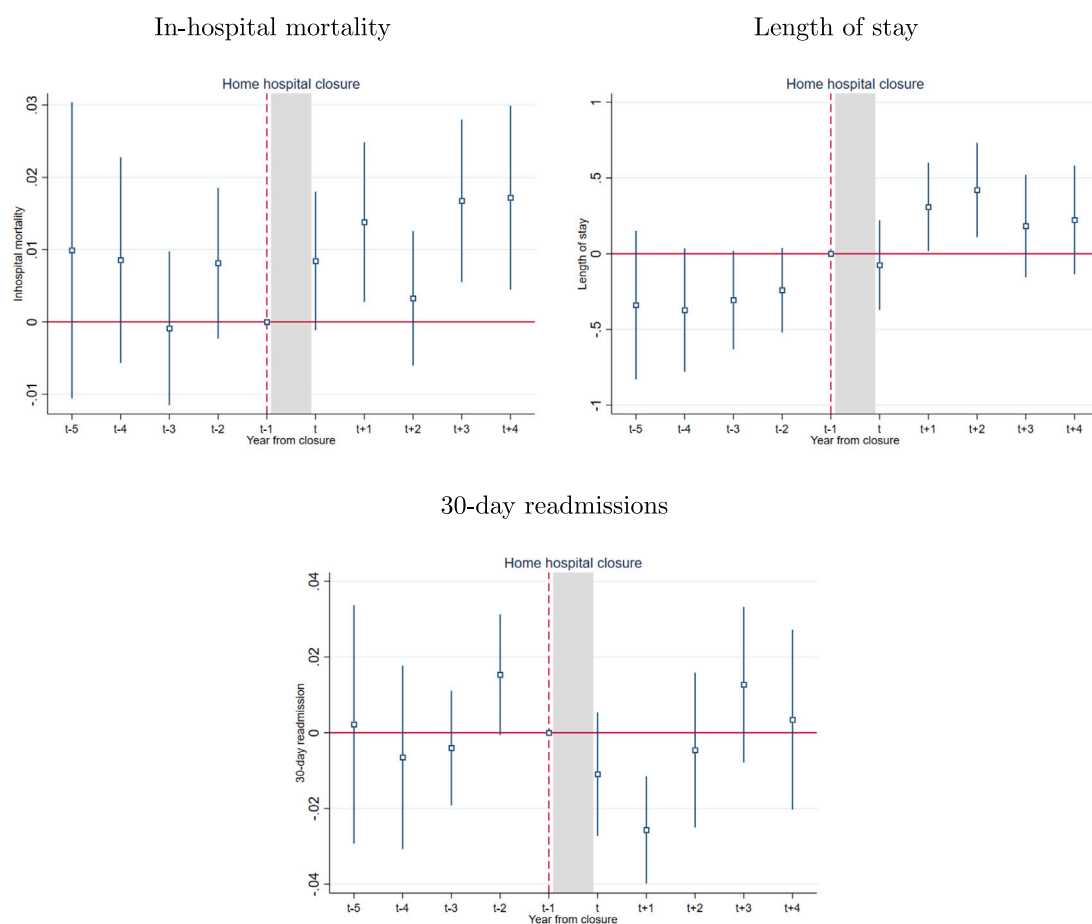 In-hospital mortality
Home hospital closure
Inhospital mortality
.03
.02
.01
0
-.01
t-5 t-4 t-3 t-2 t-1 t t+1 t+2 t+3 t+4
Year from closure
Length of stay
Home hospital closure
Length of stay
1
.5
0
-.5
-1
t-5 t-4 t-3 t-2 t-1 t t+1 t+2 t+3 t+4
Year from closure
30-day readmissions
Home hospital closure
30-day readmission
.04
.02
0
-.02
-.04
t-5 t-4 t-3 t-2 t-1 t t+1 t+2 t+3 t+4
Year from closure